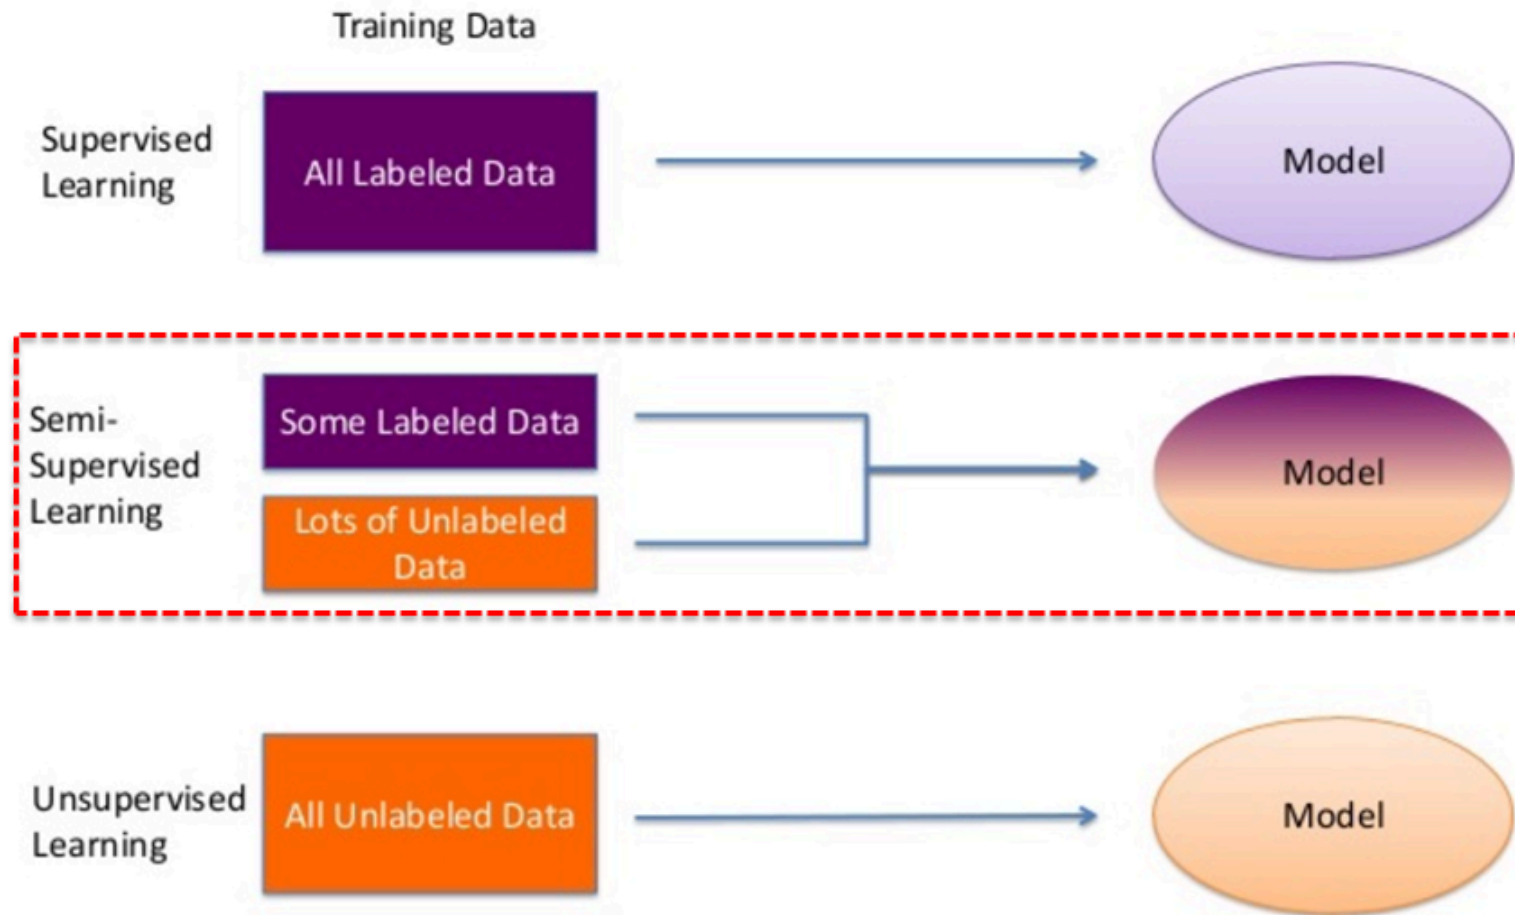 Training Data
Supervised
Learning
All Labeled Data
Model
Semi-
Supervised
Learning
Some Labeled Data
Lots of Unlabeled
Data
Model
Unsupervised
Learning
All Unlabeled Data
Model